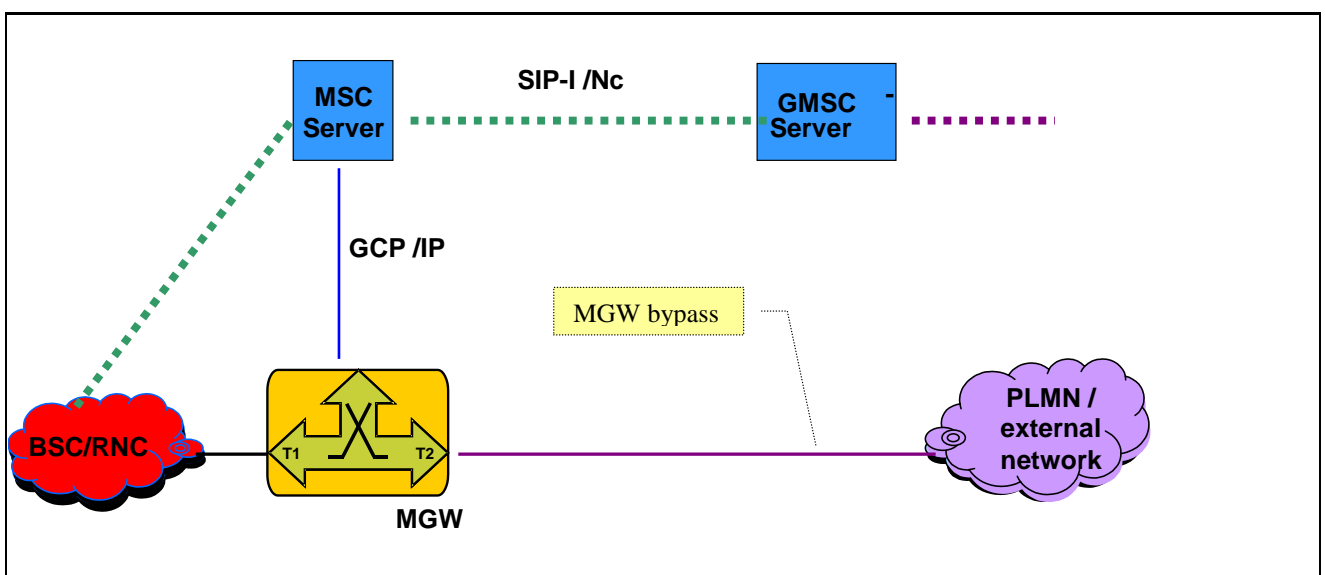 SIP-I /Nc
MSC
Server
GMSC -
Server
GCP /IP
MGW bypass
BSC/RNC
T1
T2
MGW
PLMN /
external
network